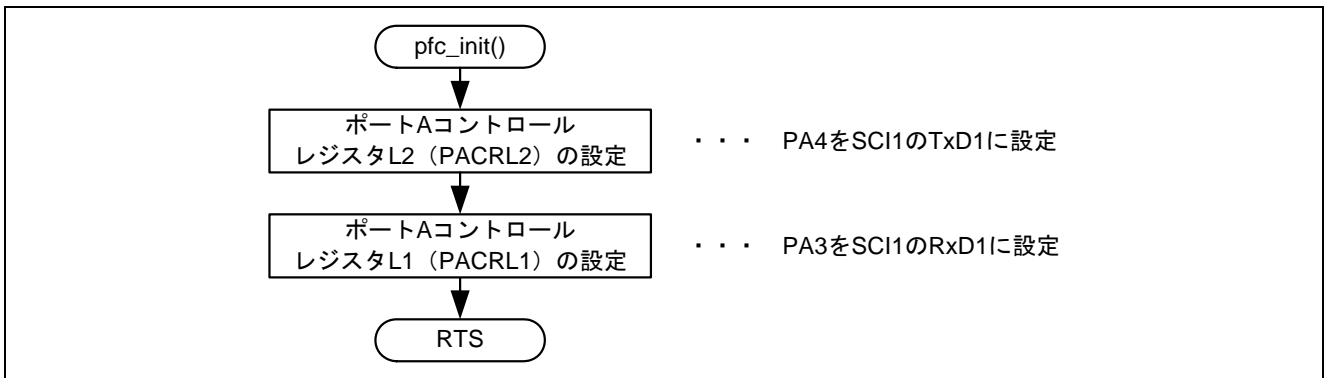 pfc_init()
ポートAコントロール
レジスタL2（PACRL2）の設定
・・・ PA4をSCI1のTxD1に設定
ポートAコントロール
レジスタL1（PACRL1）の設定
・・・ PA3をSCI1のRxD1に設定
RTS